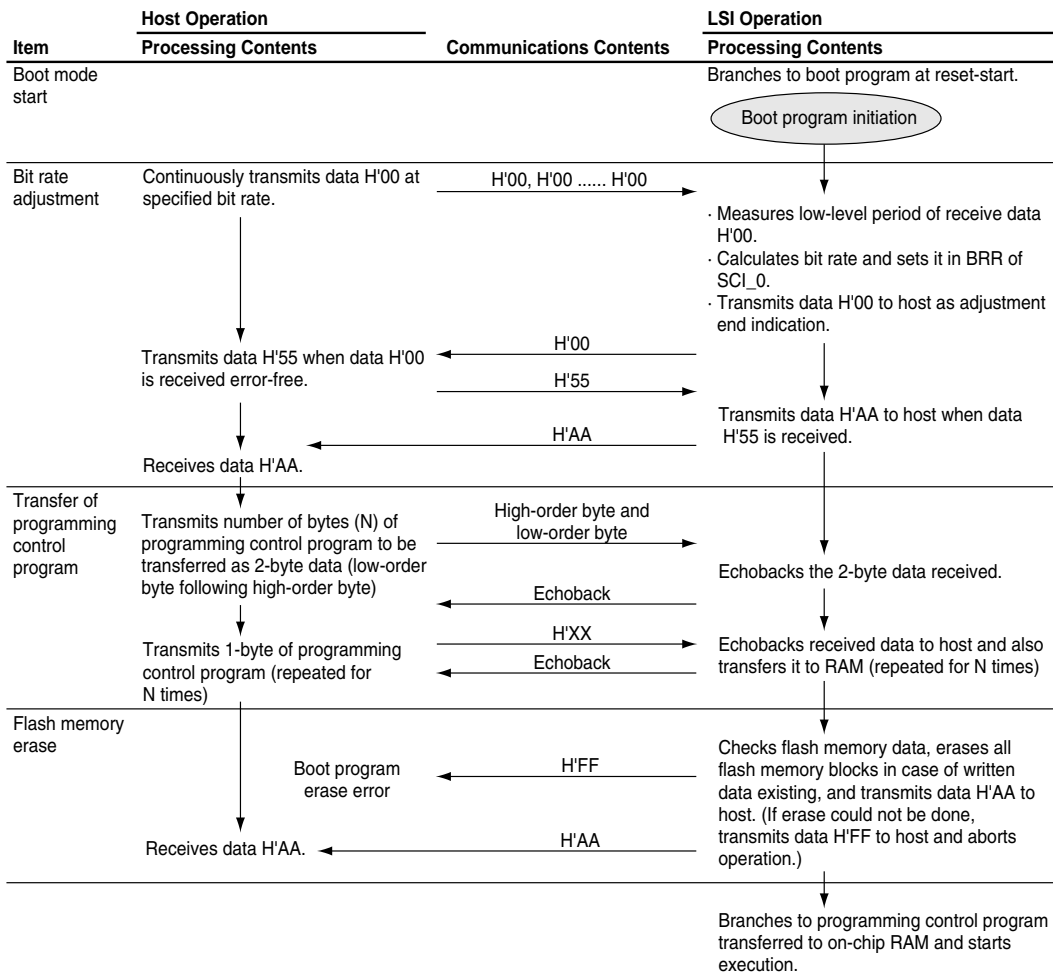 Host Operation
LSI Operation
Item
Processing Contents
Communications Contents
Processing Contents
Boot mode
start
Branches to boot program at reset-start.
Boot program initiation
Bit rate
adjustment
Continuously transmits data H'00 at
specified bit rate.
H'00, H'00 ...... H'00
· Measures low-level period of receive data
H'00.
· Calculates bit rate and sets it in BRR of
SCI_0.
· Transmits data H'00 to host as adjustment
end indication.
H'00
Transmits data H'55 when data H'00
is received error-free.
H'55
Transmits data H'AA to host when data
H'55 is received.
H'AA
Receives data H'AA.
Transfer of
programming
control
program
Transmits number of bytes (N) of
programming control program to be
transferred as 2-byte data (low-order
byte following high-order byte)
High-order byte and
low-order byte
Echobacks the 2-byte data received.
Echoback
Transmits 1-byte of programming
control program (repeated for
N times)
H'XX
Echoback
Echobacks received data to host and also
transfers it to RAM (repeated for N times)
Flash memory
erase
Boot program
erase error
H'FF
Checks flash memory data, erases all
flash memory blocks in case of written
data existing, and transmits data H'AA to
host. (If erase could not be done,
transmits data H'FF to host and aborts
operation.)
Receives data H'AA.
H'AA
Branches to programming control program
transferred to on-chip RAM and starts
execution.